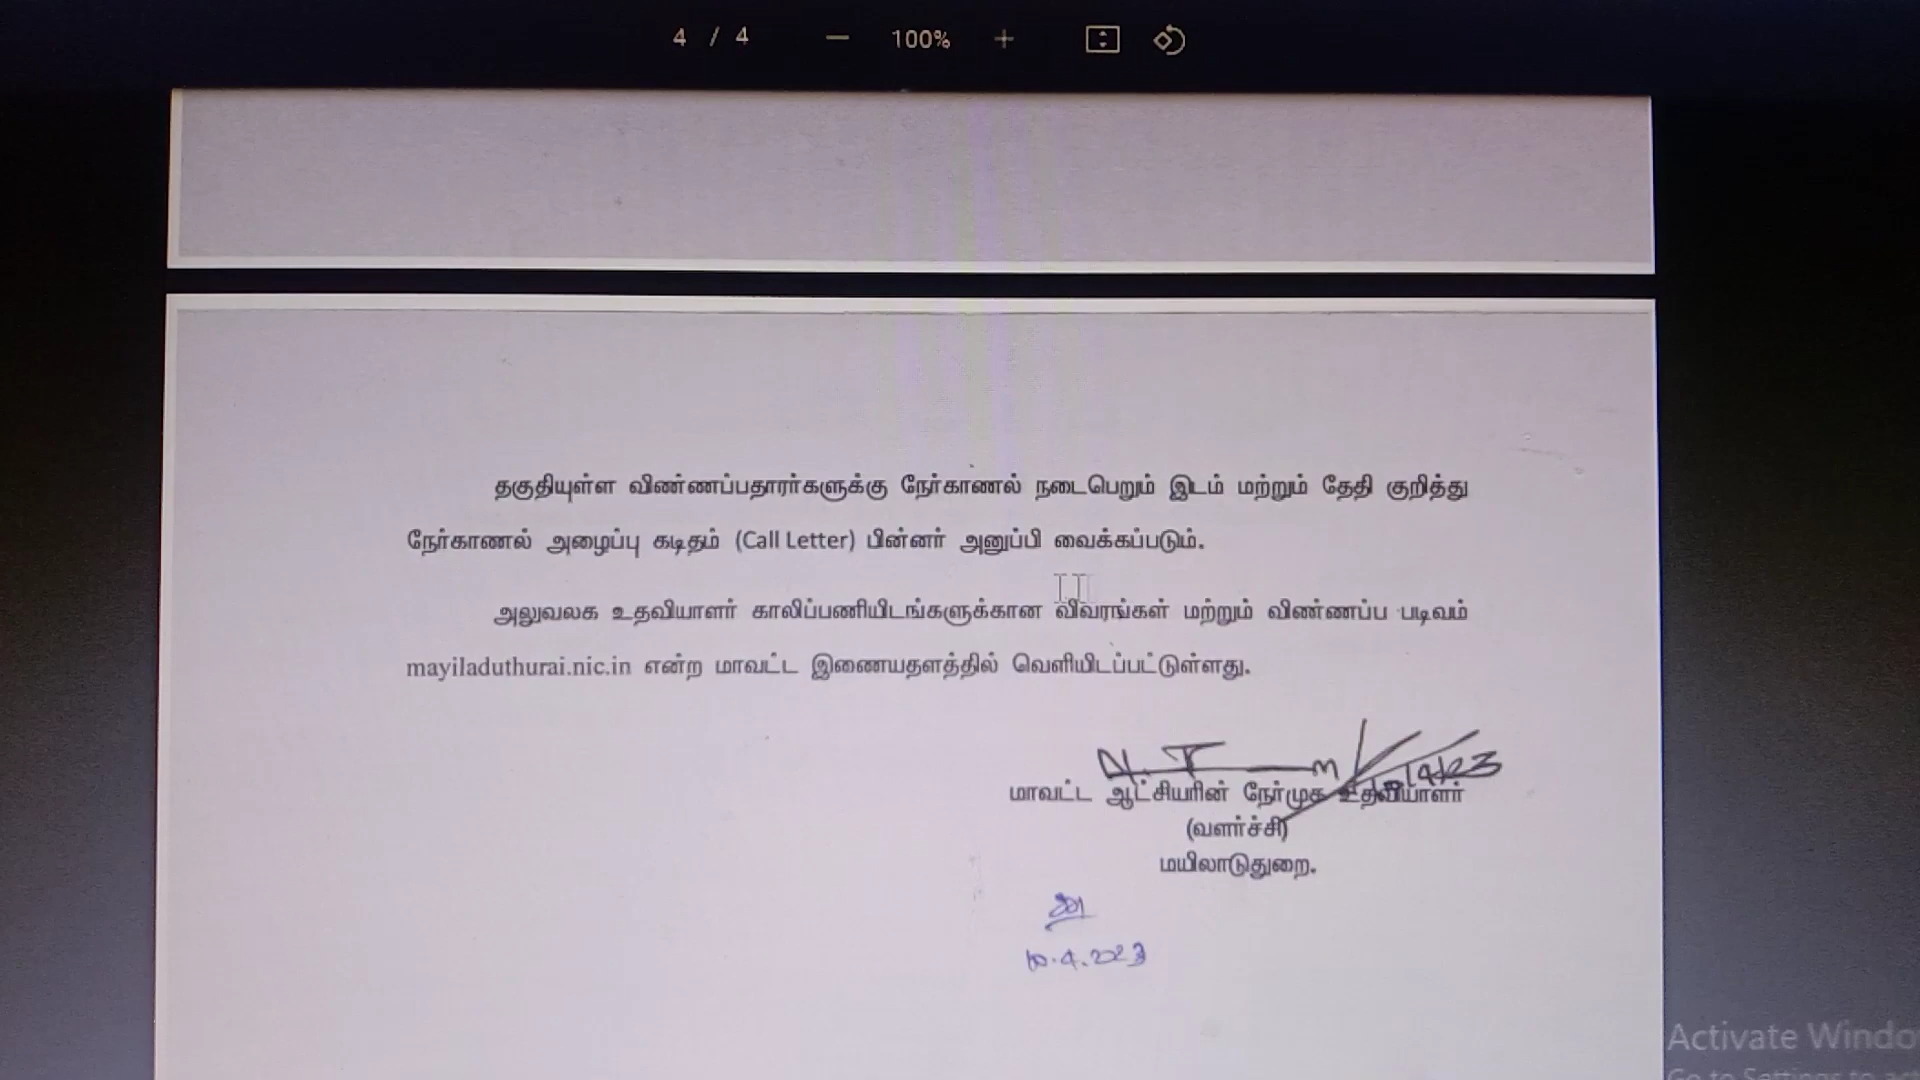 4 / 4 — 100% +
தகுதியுள்ள விண்ணப்பதாரர்களுக்கு நேர்காணல் நடைபெறும் இடம் மற்றும் தேதி குறித்து
நேர்காணல் அழைப்பு கடிதம் (Call Letter) பின்னர் அனுப்பி வைக்கப்படும்.
அலுவலக உதவியாளர் காலிப்பணியிடங்களுக்கான விவரங்கள் மற்றும் விண்ணப்ப படிவம்
mayiladuthurai.nic.in என்ற மாவட்ட இணையதளத்தில் வெளியிடப்பட்டுள்ளது.
மாவட்ட ஆட்சியரின் நேர்முக உதவியாளர்
(வளர்ச்சி)
மயிலாடுதுறை.
10.4.2023
Activate Windo